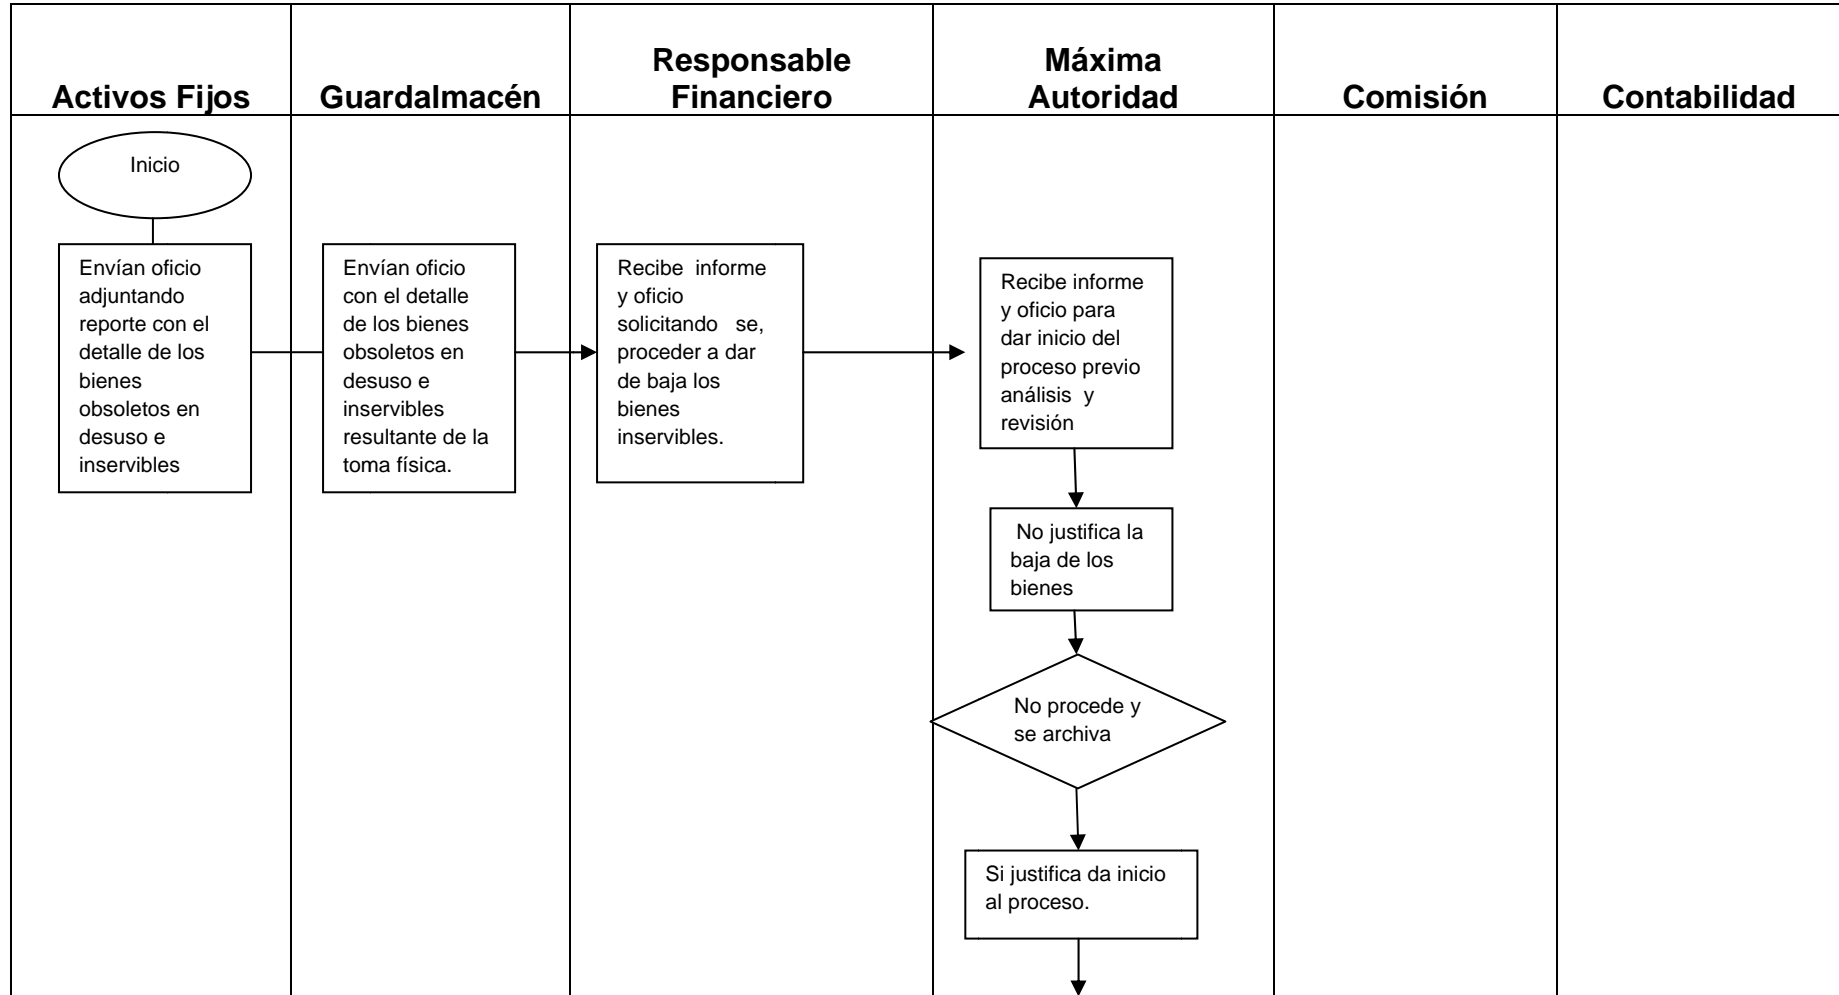 Activos Fijos
Guardalmacén
Responsable
Financiero
Máxima
Autoridad
Comisión
Contabilidad
Inicio
Envían oficio
adjuntando
reporte con el
detalle de los
bienes
obsoletos en
desuso e
inservibles
Envían oficio
con el detalle
de los bienes
obsoletos en
desuso e
inservibles
resultante de la
toma física.
Recibe informe
y oficio
solicitando se,
proceder a dar
de baja los
bienes
inservibles.
Recibe informe
y oficio para
dar inicio del
proceso previo
análisis y
revisión
No justifica la
baja de los
bienes
No procede y
se archiva
Si justifica da inicio
al proceso.